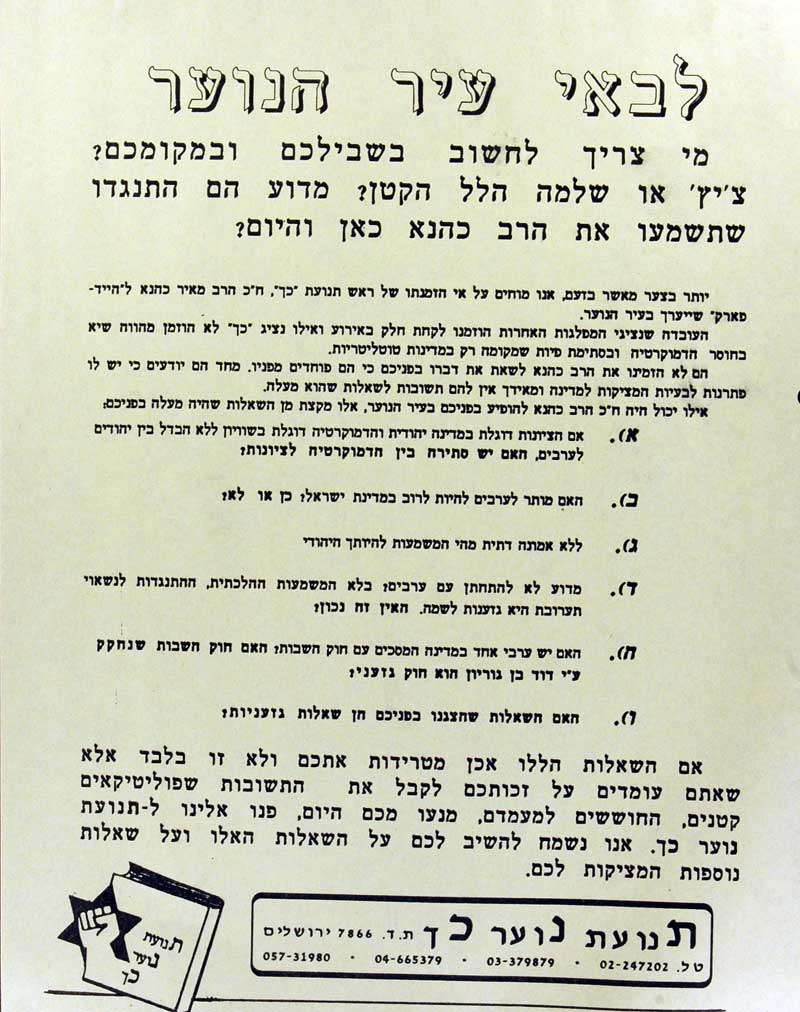 לבאי עיר הנוער
מי צריך לחשוב בשבילכם ובמקומכם?
צ'יץ' או שלמה הלל הקטן? מדוע הם התנגדו
שתשמעו את הרב כהנא כאן והיום?
יותר בצער מאשר בזעם, אנו מוחים על אי הזמנתו של ראש תנועת "כך", ח"כ הרב מאיר כהנא ל"הייד-
פארק" שייערך בעיר הנוער.
העובדה שנציגי המפלגות האחרות הוזמנו לקחת חלק באירוע ואילו נציג "כך" לא הוזמן מהווה שיא
בחוסר הדמוקרטיה ובסתימת פיות שמקומה רק במדינות טוטליטריות.
הם לא הזמינו את הרב כהנא לשאת את דברו בפניכם כי הם פוחדים מפניו. מחד הם יודעים כי יש לו
פתרנות לבעיות המציקות למדינה ומאידך אין להם תשובות לשאלות שהוא מעלה.
אילו יכול היה ח"כ הרב כהנא להופיע בפניכם בעיר הנוער, אלו מקצת מן השאלות שהיה מעלה בפניכם:
א). אם הציונות דוגלת במדינה יהודית והדמוקרטיה דוגלת בשוויון ללא הבדל בין יהודים
לערבים, האם יש סתירה בין הדמוקרטיה לציונות?
ב). האם מותר לערבים להיות לרוב במדינת ישראל? כן או לא?
ג). ללא אמונה דתית מהי המשמעות להיותך היהודי
ד). מדוע לא להתחתן עם ערבים? בלא המשמעות ההלכתית, ההתנגדות לנשואי
תערובת היא גזענות לשמה. האין זה נכון?
ה). האם יש ערבי אחד במדינה המסכים עם חוק השבות? האם חוק השבות שנחקק
ע"י דוד בן גוריון הוא חוק גזעני?
ו). האם השאלות שהצגנו בפניכם הן שאלות גזעניות?
אם השאלות הללו אכן מטרידות אתכם ולא זו בלבד אלא
שאתם עומדים על זכותכם לקבל את התשובות שפוליטיקאים
קטנים, החוששים למעמדם, מנעו מכם היום, פנו אלינו ל-תנועת
נוער כך. אנו נשמח להשיב לכם על השאלות האלו ועל שאלות
נוספות המציקות לכם.
תנועת נוער כך ת.ד. 7866 ירושלים
טל. 02-247202 • 03-379879 • 04-665379 • 057-31980
תנועת
נוער
כך